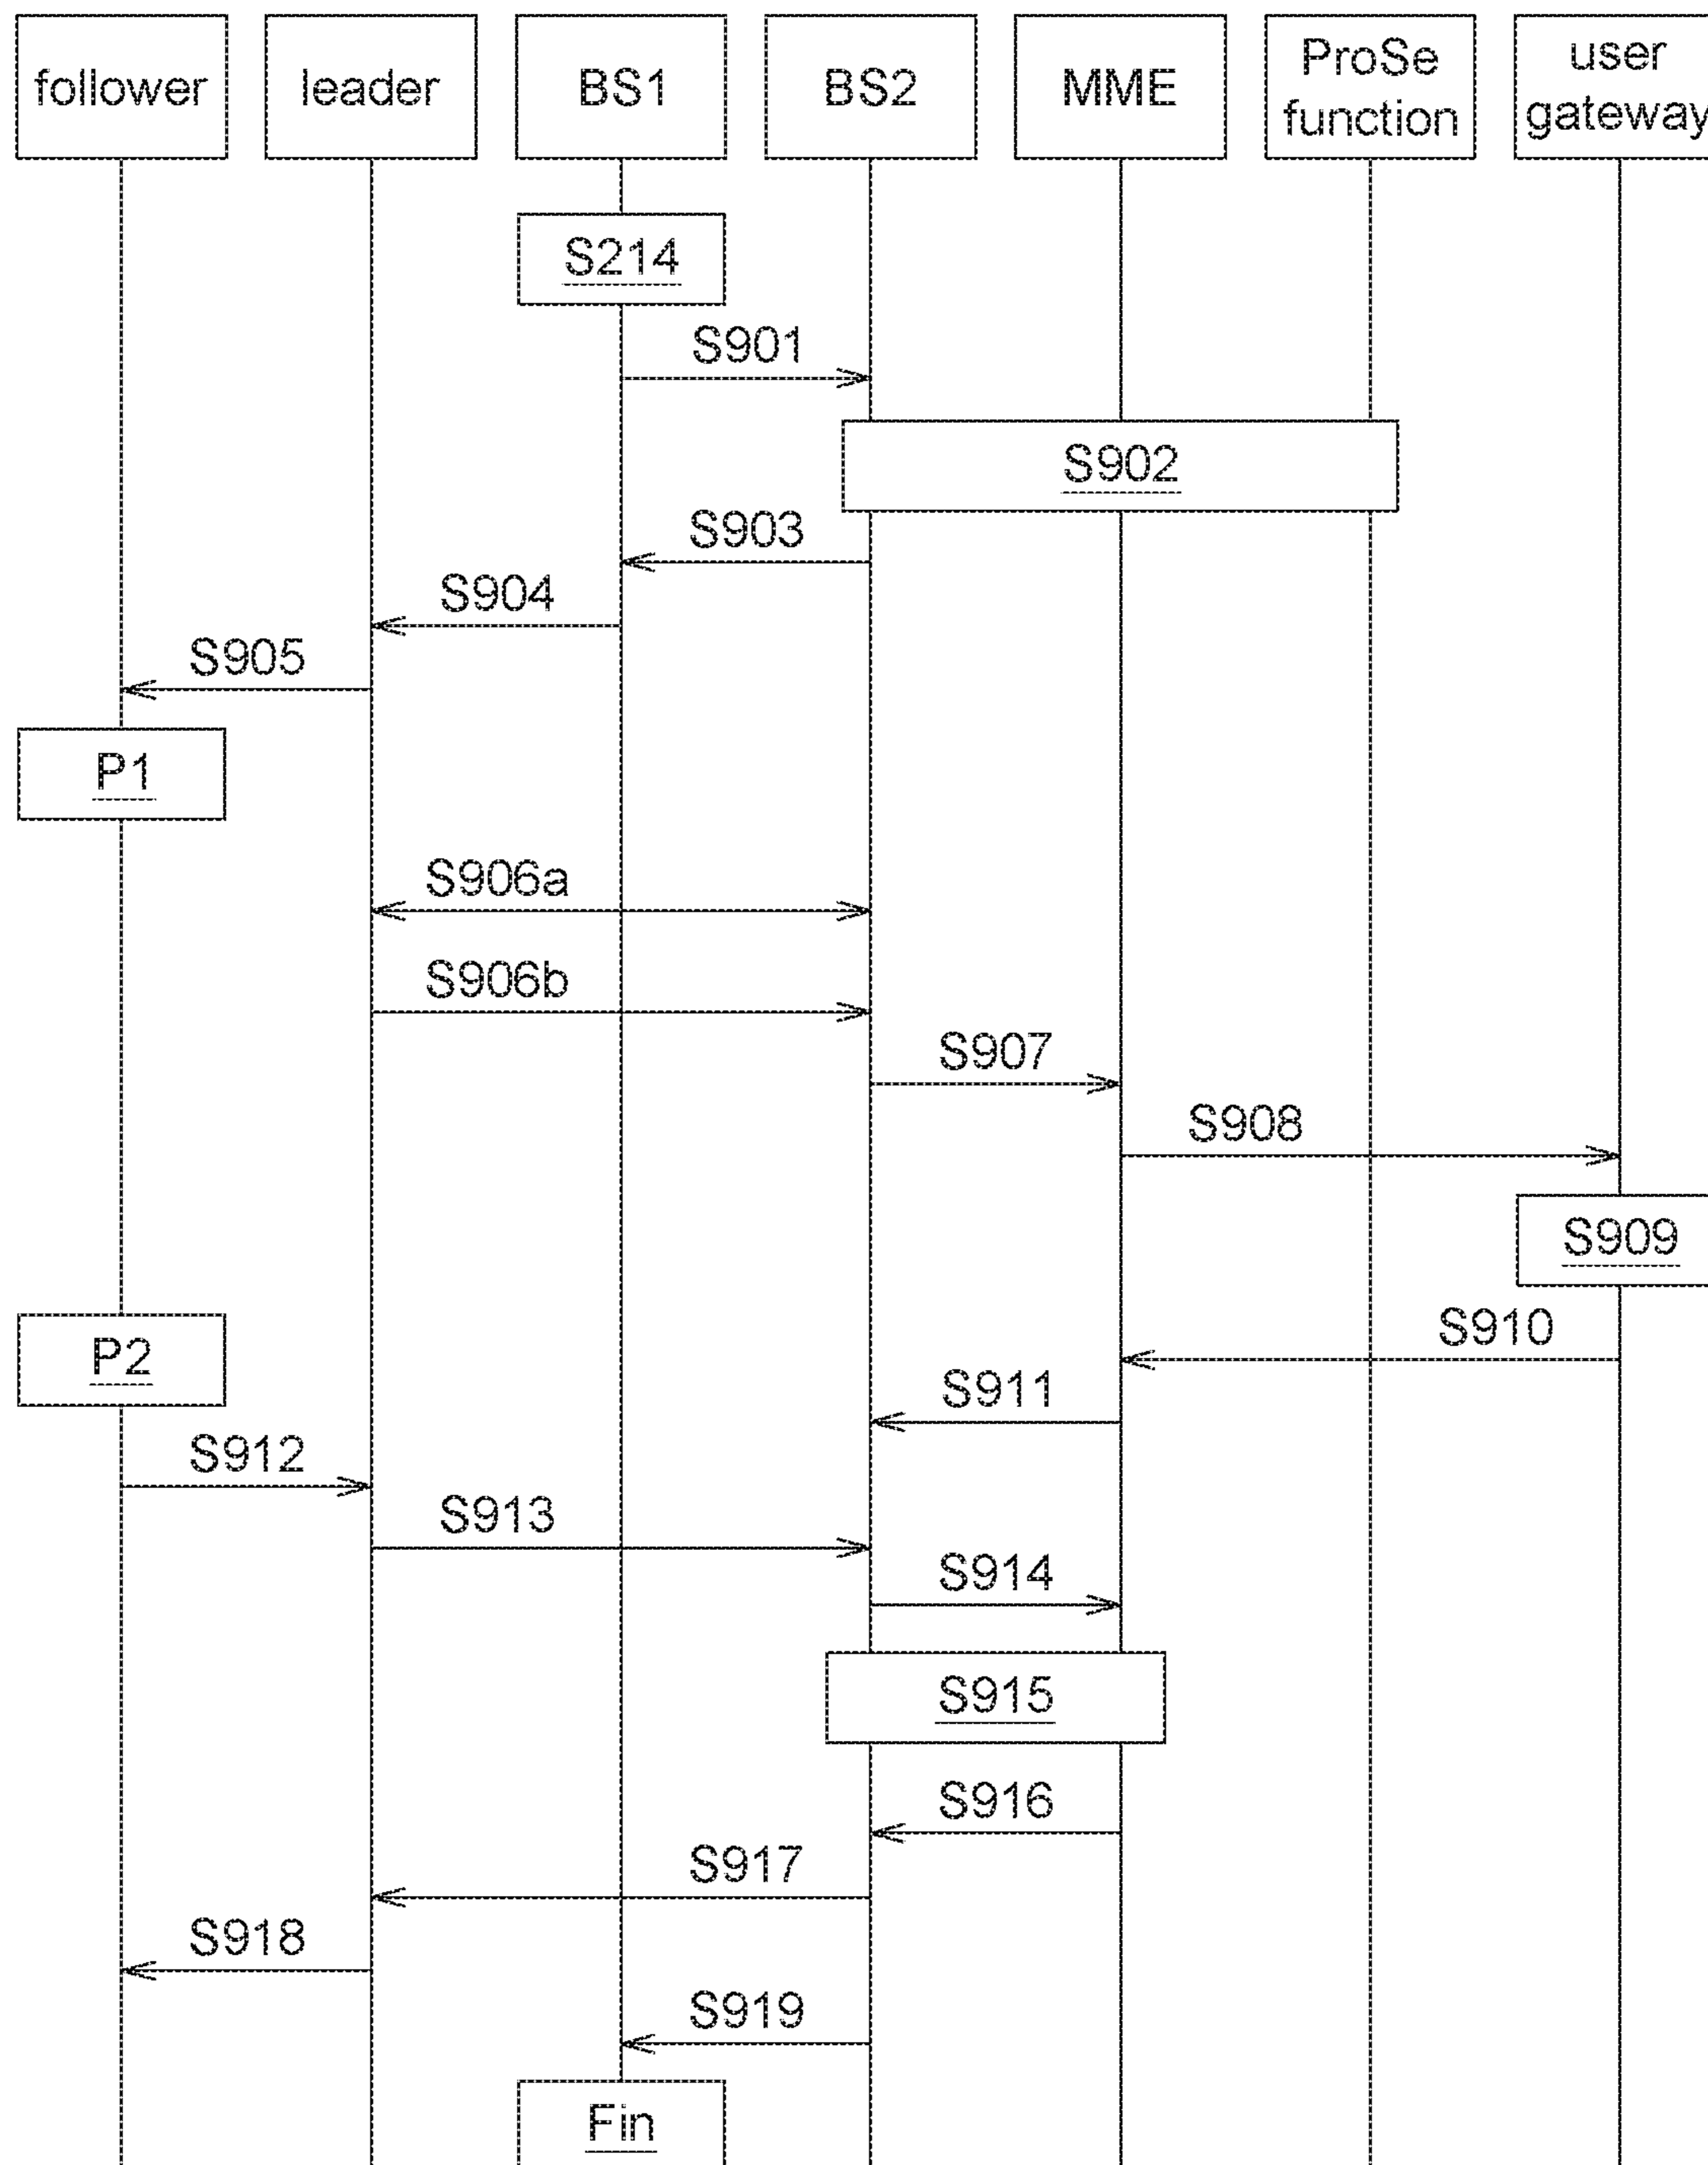 follower
leader
BS1
BS2
MME
ProSe
function
user
gateway
S214
S901
S902
S903
S904
S905
P1
S906a
S906b
S907
S908
S909
P2
S910
S911
S912
S913
S914
S915
S916
S917
S918
S919
Fin